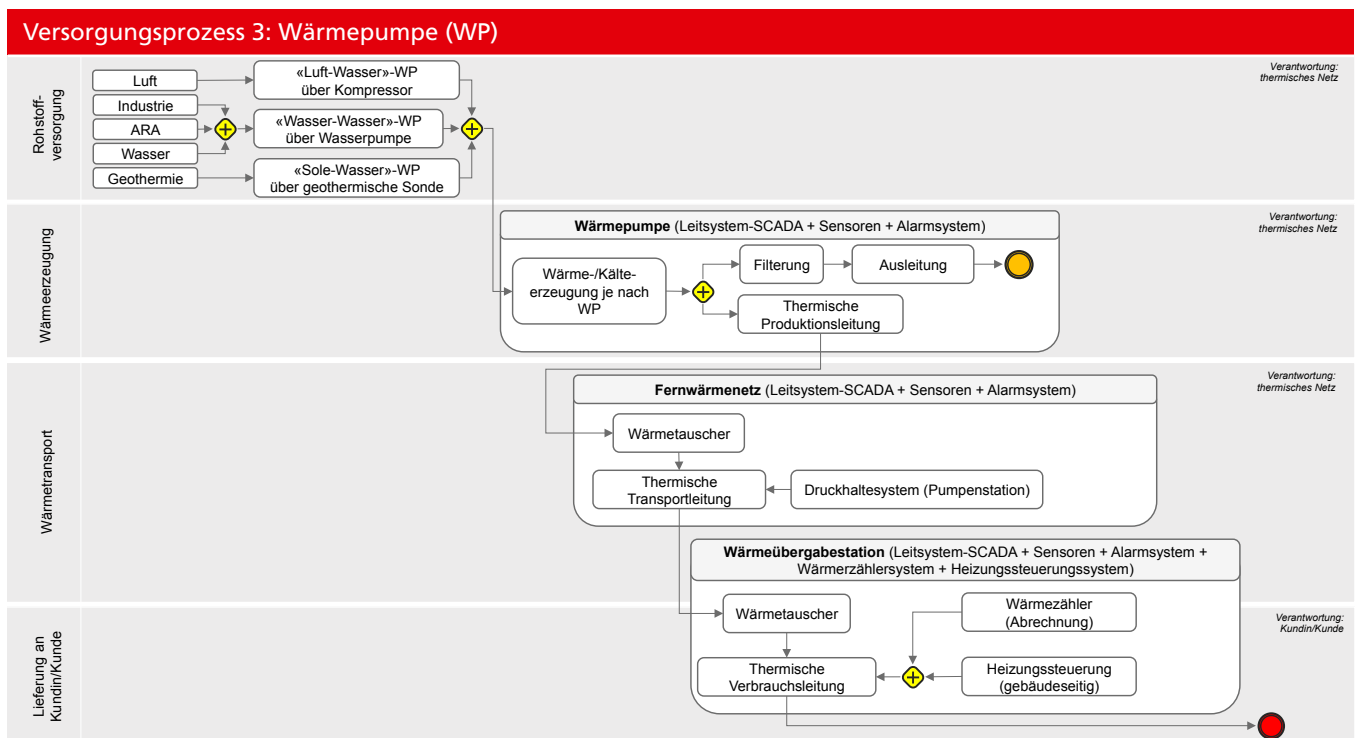 Versorgungsprozess 3: Wärmepumpe (WP)
Rohstoff-
versorgung
Verantwortung:
thermisches Netz
Luft
Industrie
ARA
Wasser
Geothermie
«Luft-Wasser»-WP
über Kompressor
«Wasser-Wasser»-WP
über Wasserpumpe
«Sole-Wasser»-WP
über geothermische Sonde
Wärmeerzeugung
Verantwortung:
thermisches Netz
Wärmepumpe (Leitsystem-SCADA + Sensoren + Alarmsystem)
Wärme-/Kälte-
erzeugung je nach
WP
Filterung
Ausleitung
Thermische
Produktionsleitung
Wärmetransport
Verantwortung:
thermisches Netz
Fernwärmenetz (Leitsystem-SCADA + Sensoren + Alarmsystem)
Wärmetauscher
Thermische
Transportleitung
Druckhaltesystem (Pumpenstation)
Wärmeübergabestation (Leitsystem-SCADA + Sensoren + Alarmsystem +
Wärmerzählersystem + Heizungssteuerungssystem)
Wärmetauscher
Wärmezähler
(Abrechnung)
Lieferung an
Kundin/Kunde
Verantwortung:
Kundin/Kunde
Thermische
Verbrauchsleitung
Heizungssteuerung
(gebäudeseitig)